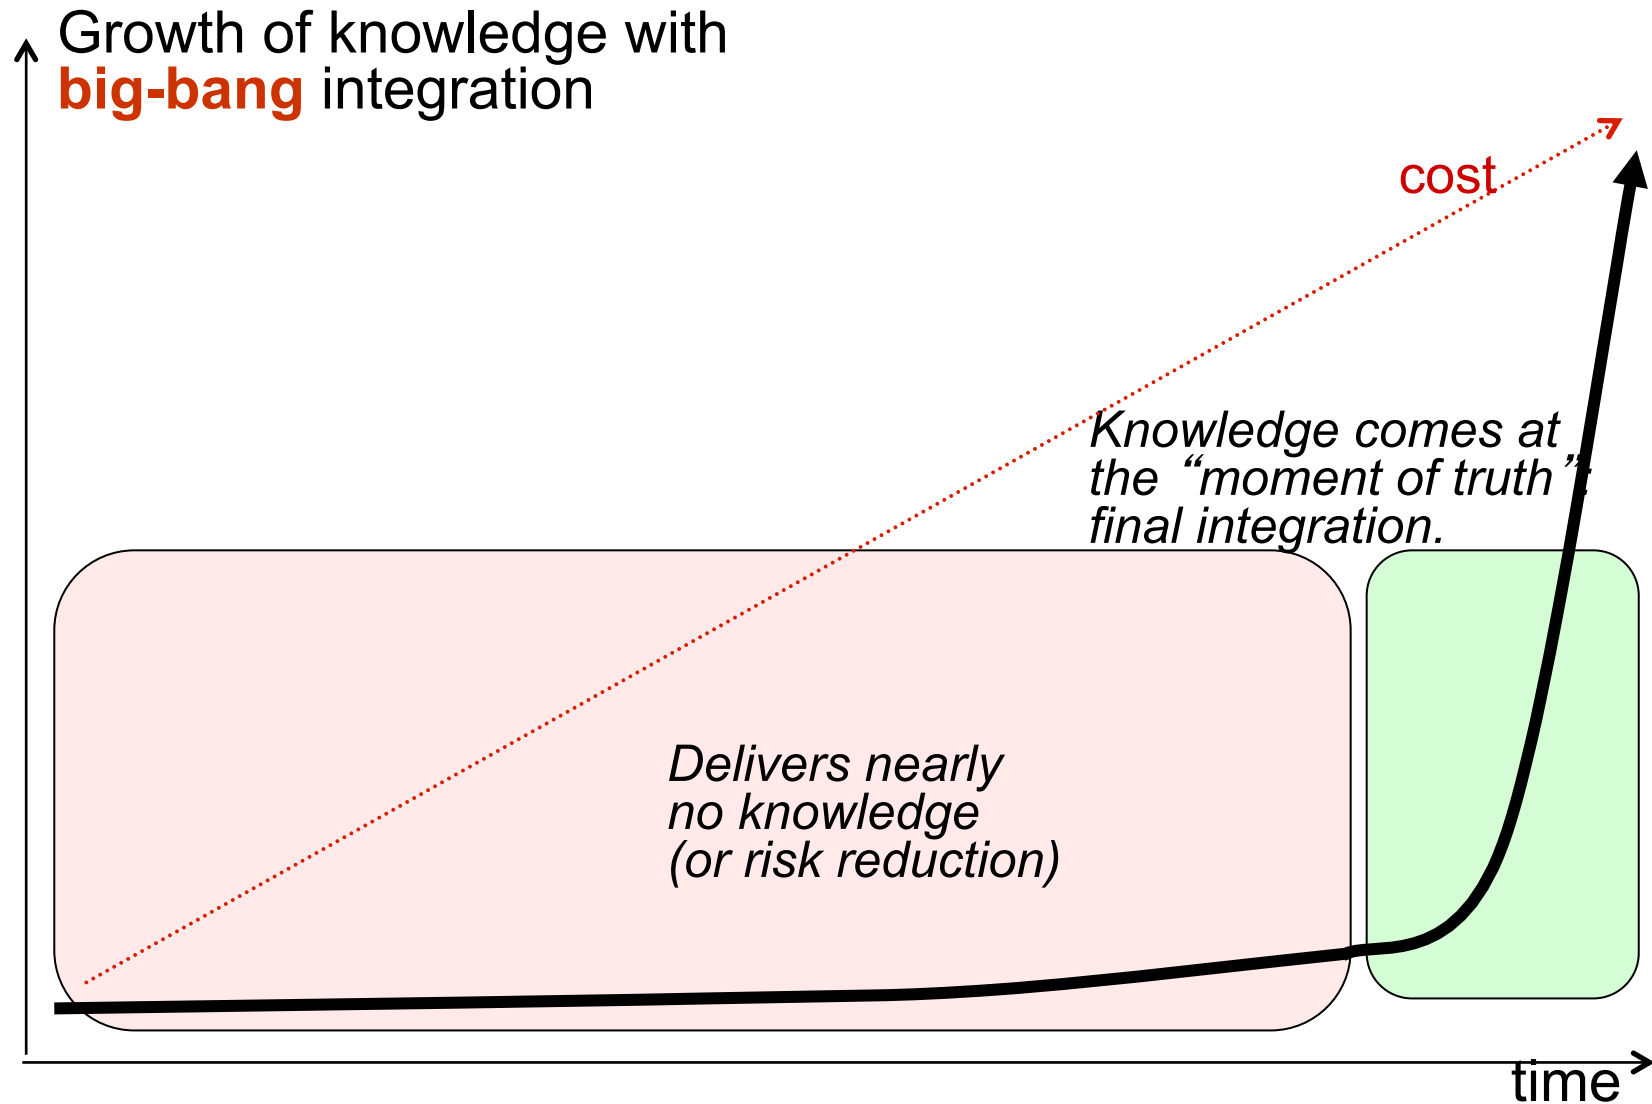 Growth of knowledge with
big-bang integration
cost
Knowledge comes at
the “moment of truth”:
final integration.
Delivers nearly
no knowledge
(or risk reduction)
time